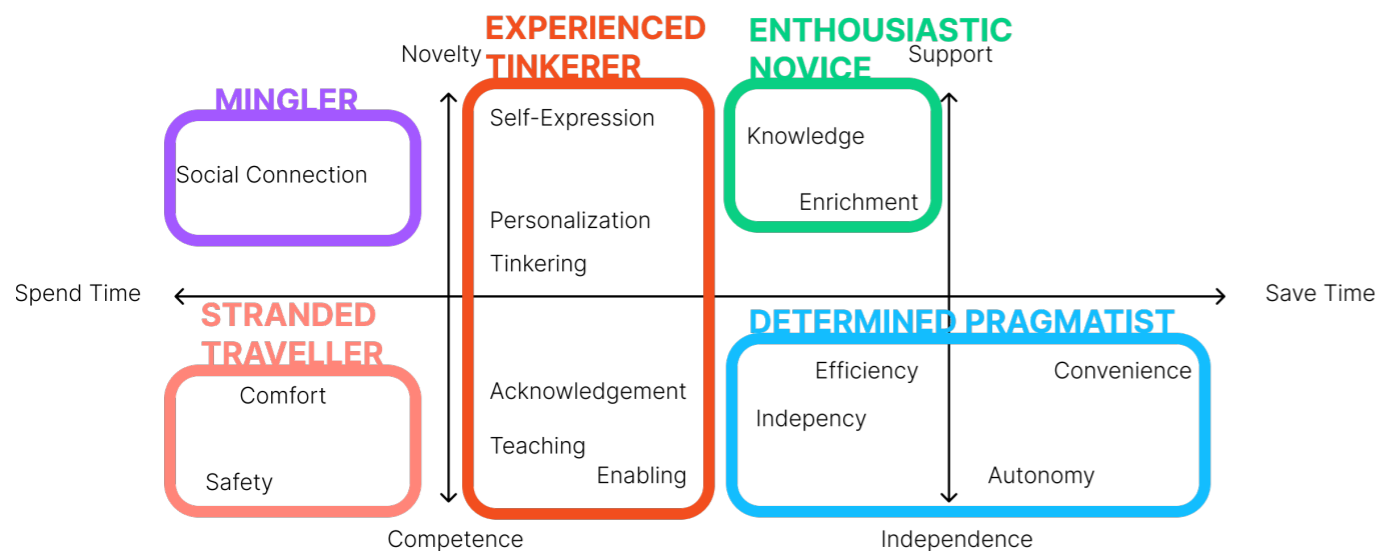 EXPERIENCED
TINKERER
ENTHOUSIASTIC
NOVICE
Novelty
Support
MINGLER
Self-Expression
Knowledge
Social Connection
Enrichment
Personalization
Tinkering
Spend Time
Save Time
STRANDED
TRAVELLER
DETERMINED PRAGMATIST
Efficiency
Convenience
Comfort
Acknowledgement
Indepency
Teaching
Enabling
Autonomy
Safety
Competence
Independence